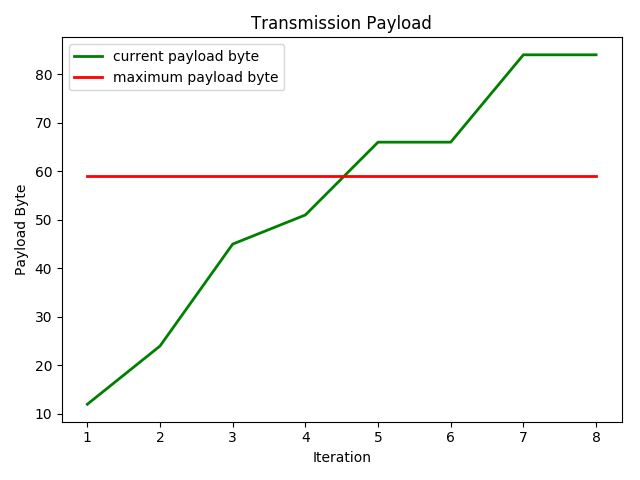 Transmission Payload
current payload byte
maximum payload byte
80
70
60
50
40
30
20
10
Payload Byte
1 2 3 4 5 6 7 8
Iteration